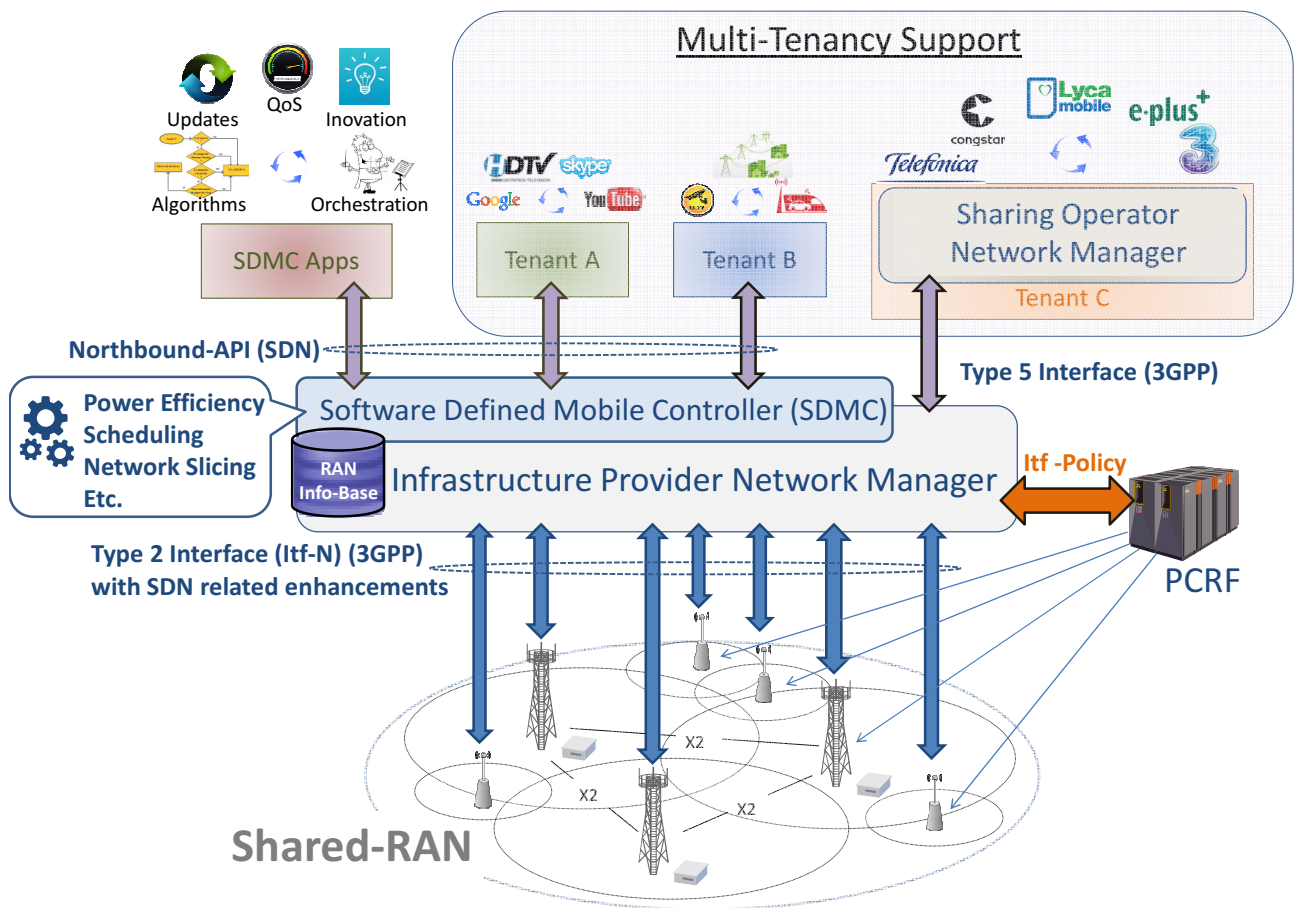 Multi-Tenancy Support
Updates
QoS
Inovation
Algorithms
Orchestration
HDTV
skype
Google
YouTube
congstar
Lyca
mobile
e-plus+
Telefónica
3
SDMC Apps
Tenant A
Tenant B
Sharing Operator
Network Manager
Tenant C
Northbound-API (SDN)
Type 5 Interface (3GPP)
Power Efficiency
Scheduling
Network Slicing
Etc.
Software Defined Mobile Controller (SDMC)
RAN
Info-Base
Infrastructure Provider Network Manager
Itf -Policy
PCRF
Type 2 Interface (Itf-N) (3GPP)
with SDN related enhancements
X2
X2
X2
Shared-RAN